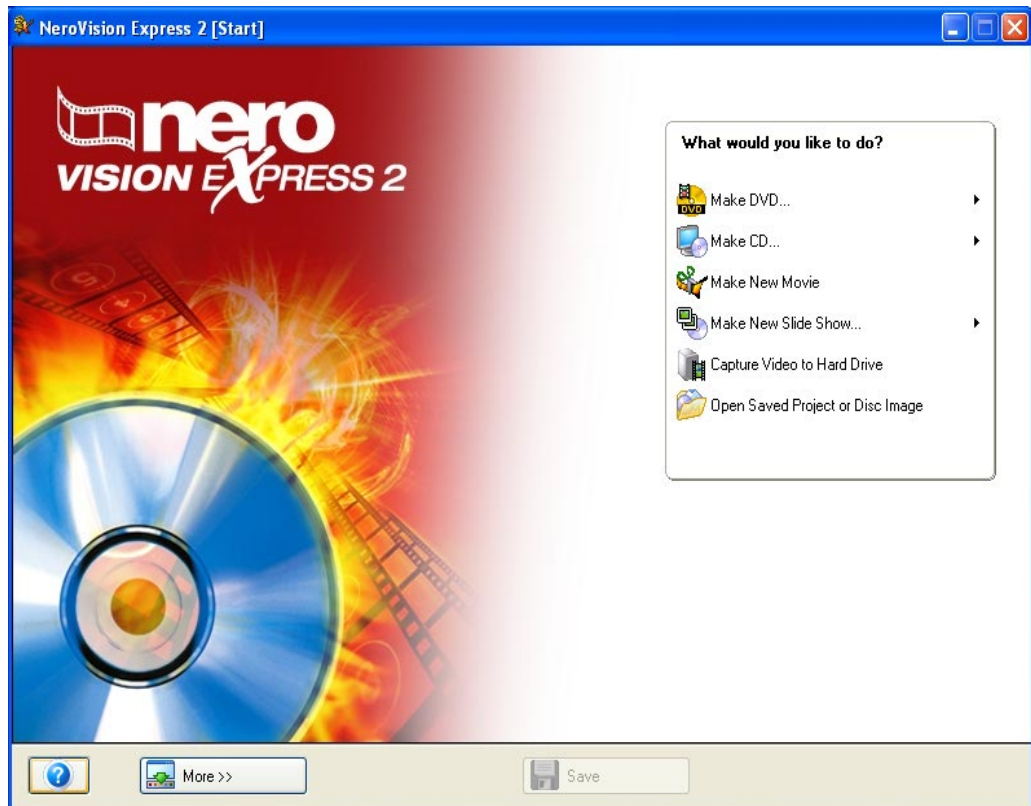 NeroVision Express 2 [Start]
nero
VISION EXPRESS 2
What would you like to do?
Make DVD...
Make CD...
Make New Movie
Make New Slide Show...
Capture Video to Hard Drive
Open Saved Project or Disc Image
More >>
Save